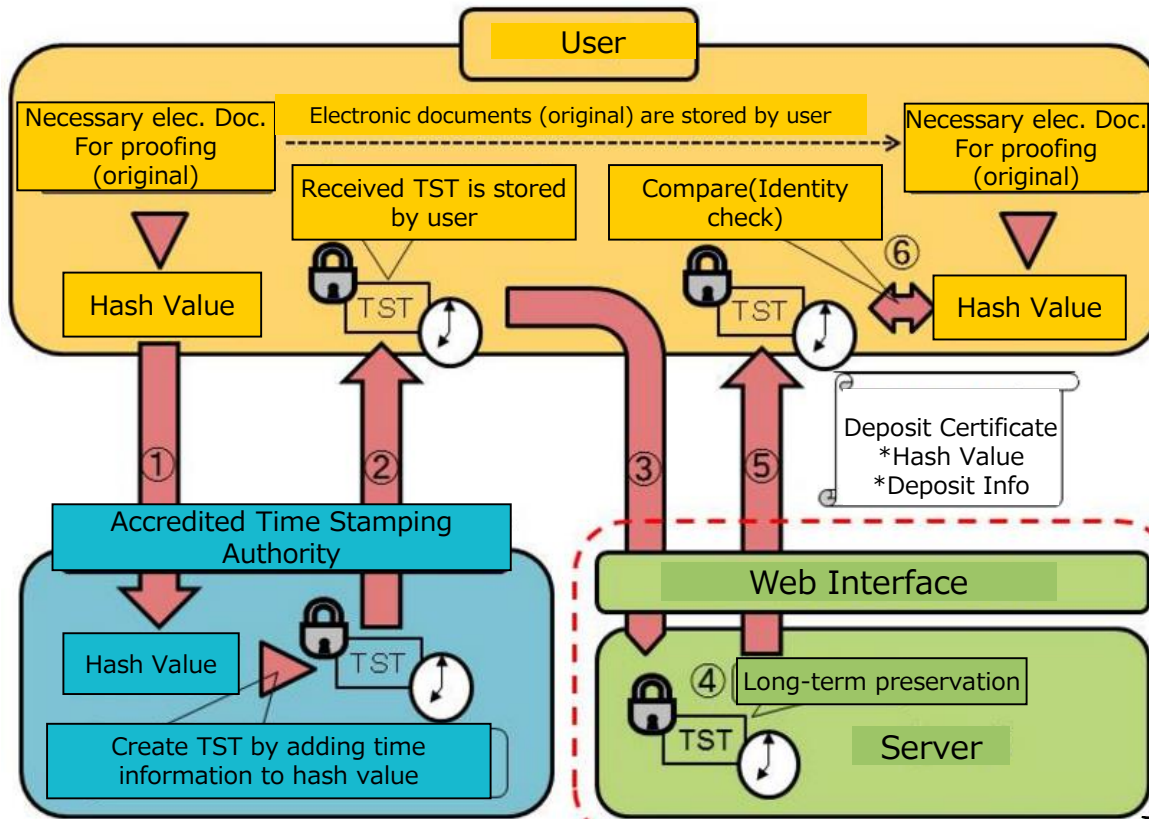 User
Necessary elec. Doc.
For proofing
(original)
Electronic documents (original) are stored by user
Necessary elec. Doc.
For proofing
(original)
Received TST is stored
by user
Compare(Identity
check)
⑥
Hash Value
TST
TST
Hash Value
①
②
③
⑤
Deposit Certificate
*Hash Value
*Deposit Info
Accredited Time Stamping
Authority
Web Interface
Hash Value
TST
④
Long-term preservation
TST
Server
Create TST by adding time
information to hash value